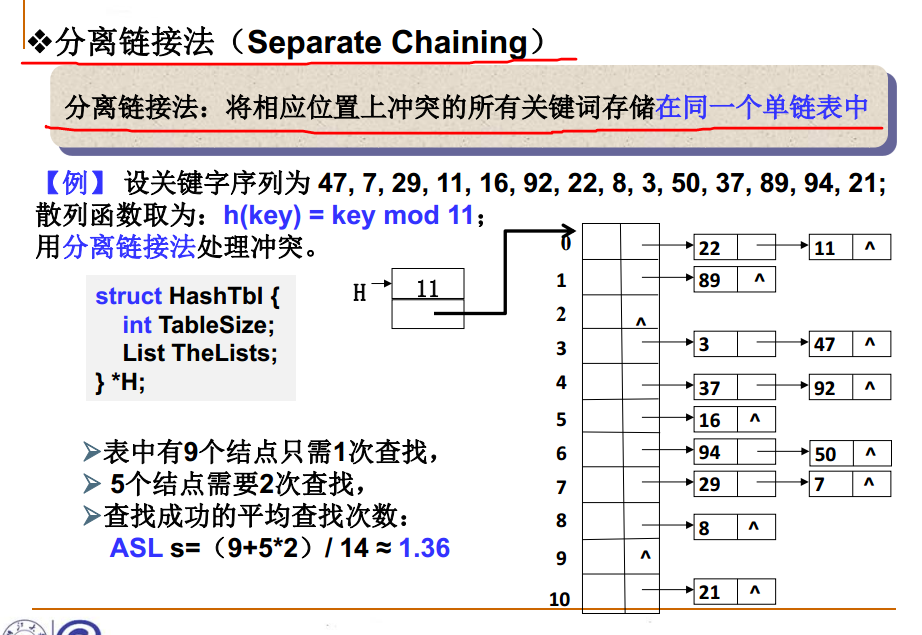 ❖分离链接法（Separate Chaining）
分离链接法：将相应位置上冲突的所有关键词存储在同一个单链表中
【例】 设关键字序列为 47, 7, 29, 11, 16, 92, 22, 8, 3, 50, 37, 89, 94, 21;
散列函数取为：h(key) = key mod 11；
用分离链接法处理冲突。
struct HashTbl {
int TableSize;
List TheLists;
} *H;
H
11
0 22 11 ^
1 89 ^
2 ^
3 3 47 ^
4 37 92 ^
5 16 ^
6 94 50 ^
7 29 7 ^
8 8 ^
9 ^
10 21 ^
➢表中有9个结点只需1次查找，
➢ 5个结点需要2次查找，
➢查找成功的平均查找次数：
ASL s=（9+5*2）/ 14 ≈ 1.36